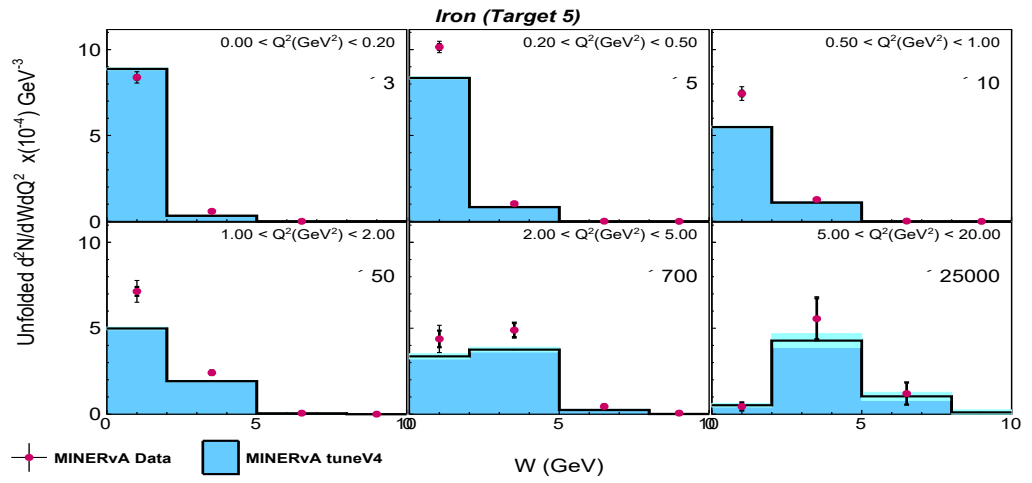 Iron (Target 5)
Unfolded d²N/dWdQ² x(10⁻⁴) GeV⁻³
0.00 < Q²(GeV²) < 0.20
´ 3
0.20 < Q²(GeV²) < 0.50
´ 5
0.50 < Q²(GeV²) < 1.00
´ 10
10
5
0
1.00 < Q²(GeV²) < 2.00
´ 50
2.00 < Q²(GeV²) < 5.00
´ 700
5.00 < Q²(GeV²) < 20.00
´ 25000
10
5
0
0 5 10
0 5 10
0 5 10
W (GeV)
MINERvA Data
MINERvA tuneV4